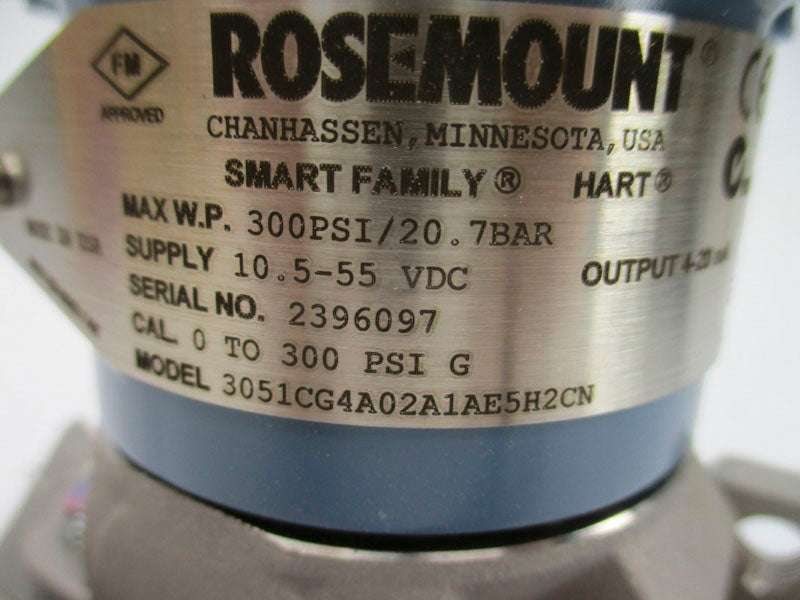 FM
APPROVED
ROSEMOUNT®
CHANHASSEN, MINNESOTA, USA
SMART FAMILY® HART®
MAX W.P. 300PSI/20.7BAR
SUPPLY 10.5-55 VDC
OUTPUT 4-20 mA
SERIAL NO. 2396097
CAL. 0 TO 300 PSI G
MODEL 3051CG4A02A1AE5H2CN